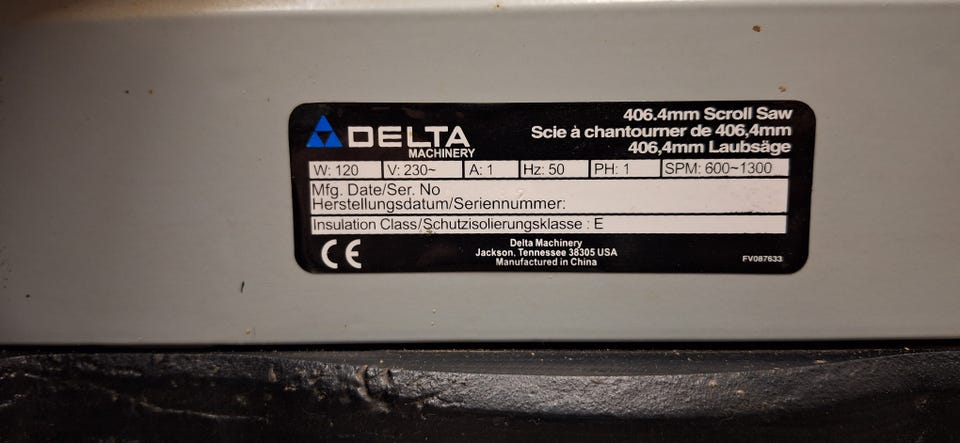 406.4mm Scroll Saw
Scie à chantourner de 406,4mm
406,4mm Laubsäge
DELTA
MACHINERY
W: 120 V: 230~ A: 1 Hz: 50 PH: 1 SPM: 600~1300
Mfg. Date/Ser. No
Herstellungsdatum/Seriennummer:
Insulation Class/Schutzisolierungsklasse : E
CE
Delta Machinery
Jackson, Tennessee 38305 USA
Manufactured in China
FV087633